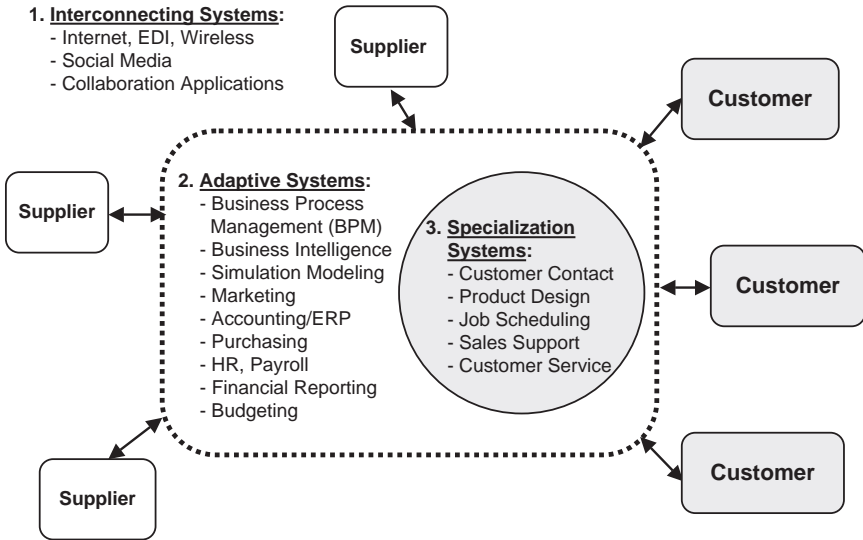 1. Interconnecting Systems:
- Internet, EDI, Wireless
- Social Media
- Collaboration Applications
Supplier
Customer
Supplier
2. Adaptive Systems:
- Business Process
Management (BPM)
- Business Intelligence
- Simulation Modeling
- Marketing
- Accounting/ERP
- Purchasing
- HR, Payroll
- Financial Reporting
- Budgeting
3. Specialization
Systems:
- Customer Contact
- Product Design
- Job Scheduling
- Sales Support
- Customer Service
Customer
Supplier
Customer